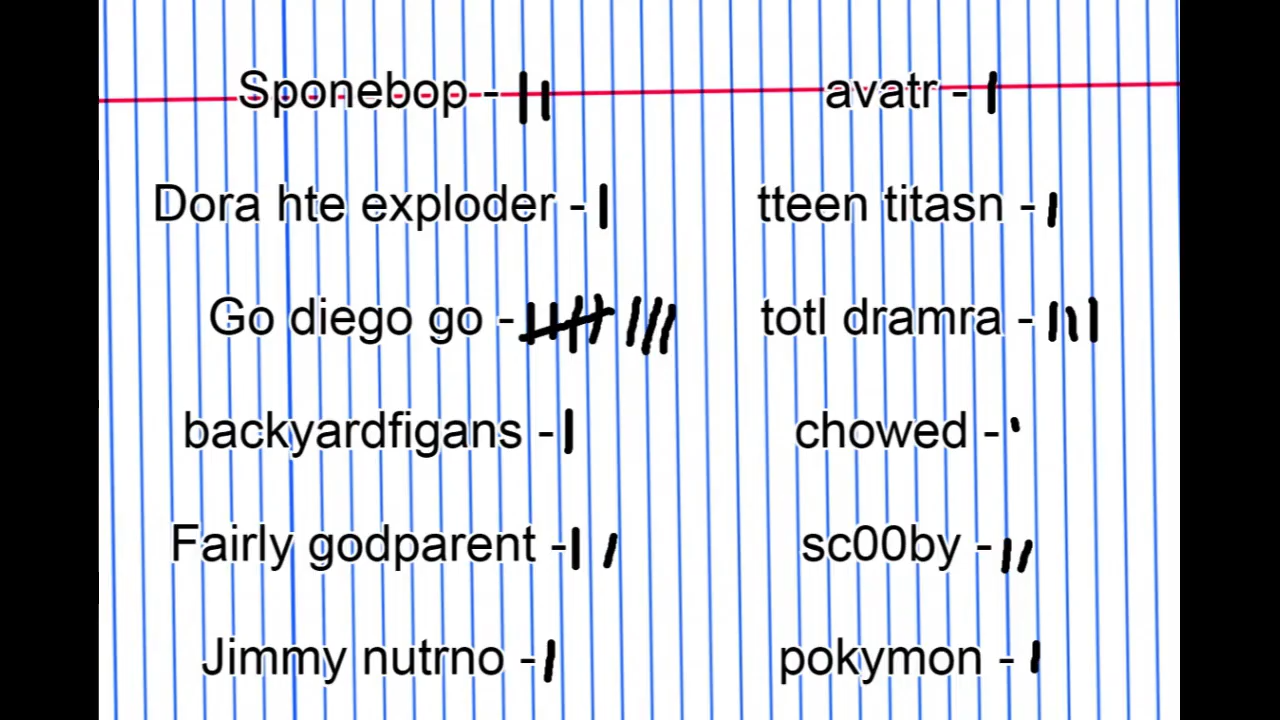 Sponebop - ||
Dora hte exploder - |
Go diego go - |||| |||
backyardfigans - |
Fairly godparent - | |
Jimmy nutrno - |
avatr - |
tteen titasn - |
totl dramra - |||
chowed - '
sc00by - ||
pokymon - |